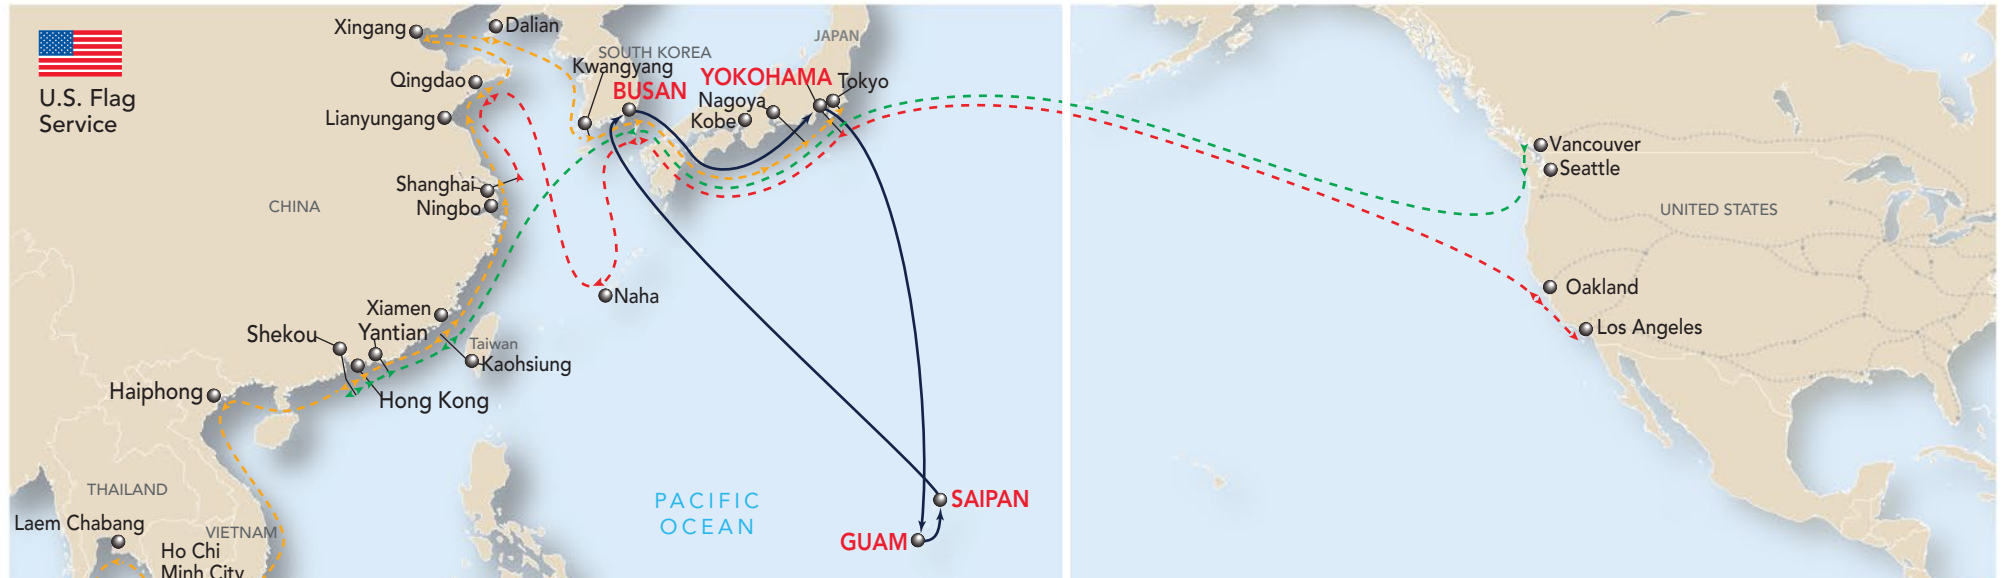 U.S. Flag
Service
Xingang
Dalian
SOUTH KOREA
JAPAN
Kwangyang
BUSAN
YOKOHAMA
Tokyo
Qingdao
Nagoya
Kobe
Lianyungang
Vancouver
Seattle
Shanghai
Ningbo
CHINA
UNITED STATES
Naha
Oakland
Xiamen
Yantian
Shekou
Los Angeles
Taiwan
Kaohsiung
Haiphong
Hong Kong
THAILAND
PACIFIC
OCEAN
SAIPAN
Laem Chabang
VIETNAM
GUAM
Ho Chi
Minh City